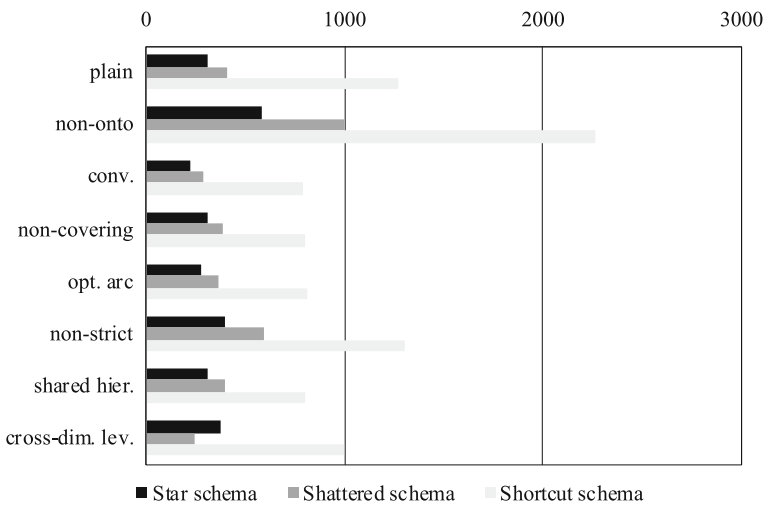 0 1000 2000 3000
plain
non-onto
conv.
non-covering
opt. arc
non-strict
shared hier.
cross-dim. lev.
Star schema Shattered schema Shortcut schema